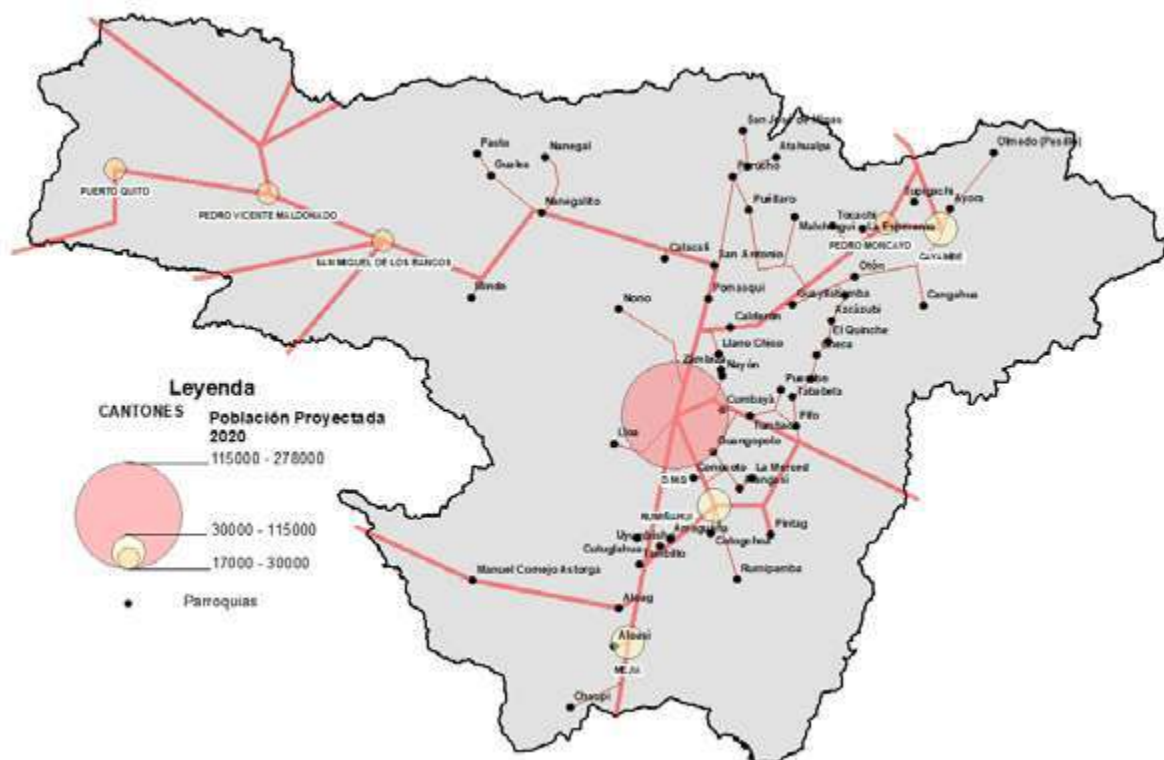 San José de Minas
Pacto
Nanegal
Atahualpa
Olmedo (Pesillo)
Gualea
Perucho
PUERTO QUITO
PEDRO VICENTE MALDONADO
Nanegalito
Puéllaro
Tupigachi
Ayora
Malchingui
Tocachi
La Esperanza
PEDRO MONCAYO
CAYAMBE
SAN MIGUEL DE LOS BANCOS
Calacalí
San Antonio
Otón
Mindo
Nono
Pomasqui
Guayllabamba
Cangahua
Calderón
Ascázubi
El Quinche
Llano Chico
Checa
Zámbiza
Nayón
Leyenda
CANTONES
Población Proyectada
2020
115000 - 278000
30000 - 115000
17000 - 30000
Parroquias
Puembo
Tababela
Cumbayá
Tumbaco
Pifo
Lloa
Guangopolo
Conocoto
La Merced
Alangasí
DMQ
RUMIÑAHUI
Uyumbicho
Amaguaña
Cotogchoa
Pintag
Cutuglahua
Tambillo
Manuel Cornejo Astorga
Rumipamba
Aloag
Aloasí
MEJIA
Chaupi